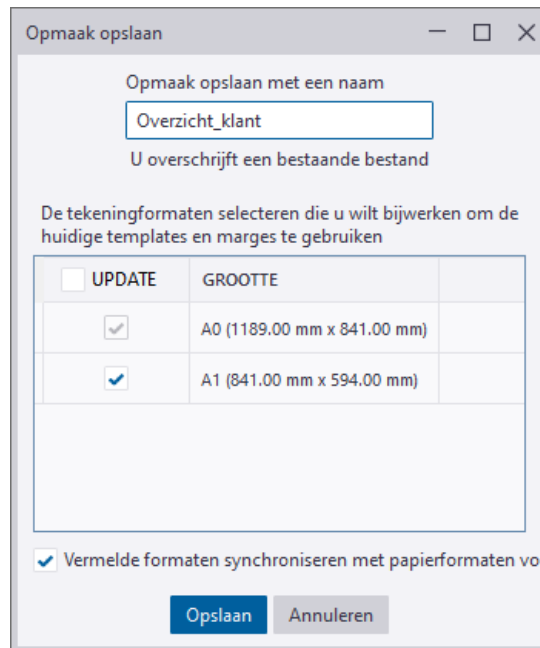 Opmaak opslaan
Opmaak opslaan met een naam
Overzicht_klant
U overschrijft een bestaande bestand
De tekeningformaten selecteren die u wilt bijwerken om de
huidige templates en marges te gebruiken
UPDATE GROOTTE
A0 (1189.00 mm x 841.00 mm)
A1 (841.00 mm x 594.00 mm)
Vermelde formaten synchroniseren met papierformaten vo
Opslaan Annuleren